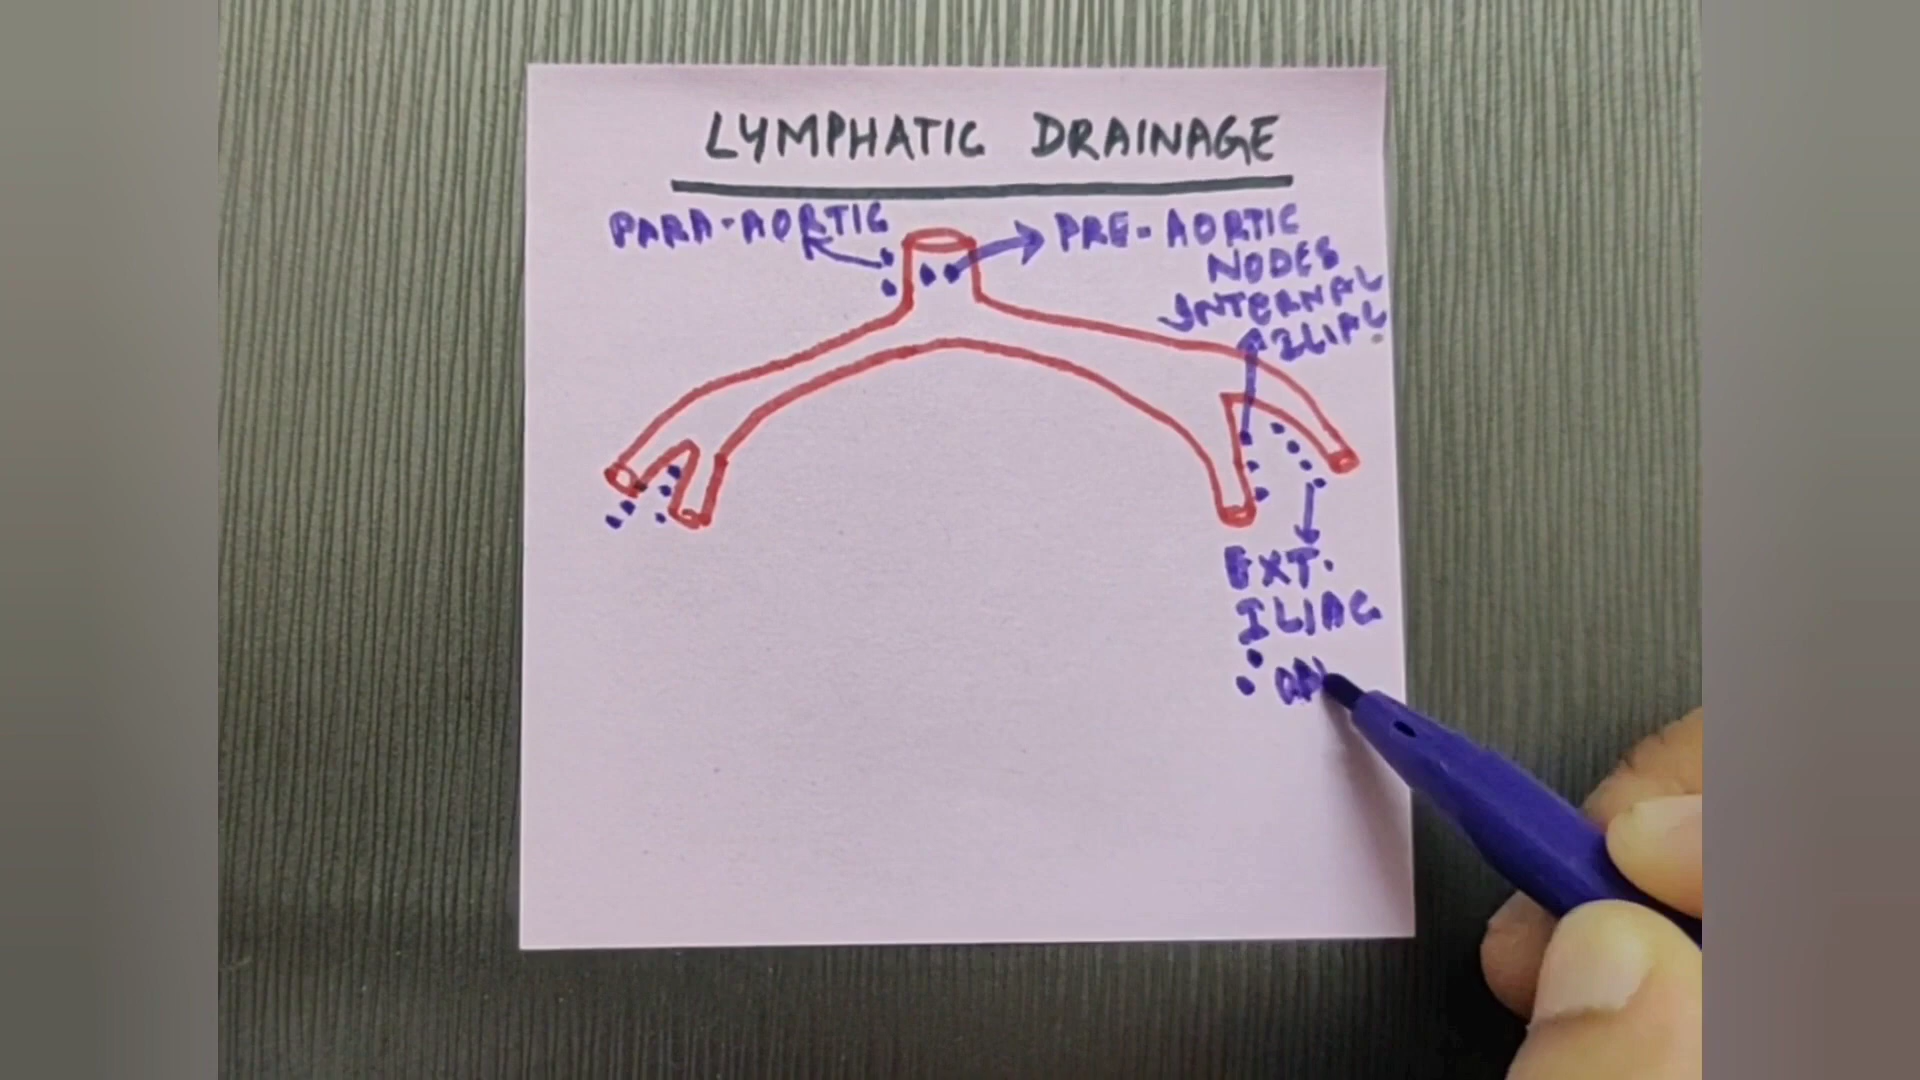 LYMPHATIC DRAINAGE
PARA-AORTIC
PRE-AORTIC
NODES
INTERNAL
ILIAC
EXT.
ILIAC